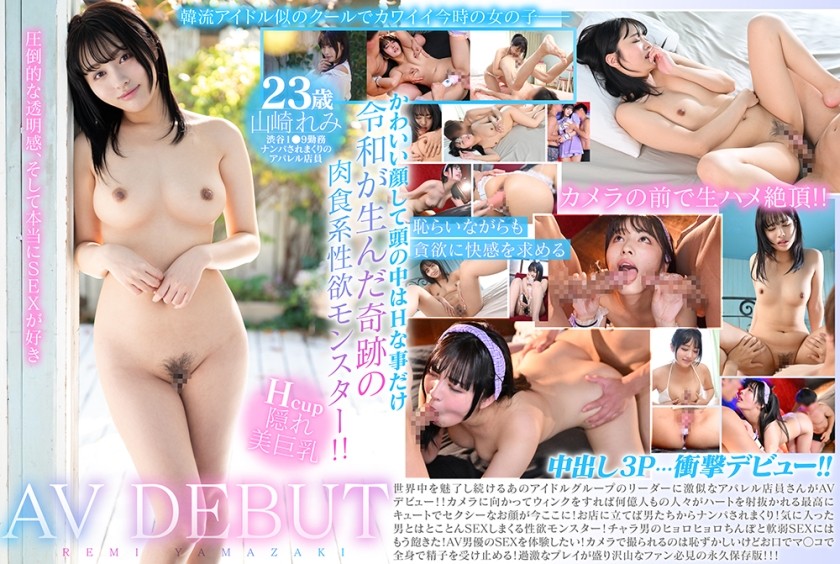 圧倒的な透明感、そして本当にSEXが好き
韓流アイドル似のクールでカワイイ今時の女の子――
23歳
山崎れみ
渋谷1●9勤務
ナンパされまくりの
アパレル店員
かわいい顔して頭の中はHな事だけ
令和が生んだ奇跡の
肉食系性欲モンスター!!
Hcup
隠れ
美巨乳
カメラの前で生ハメ絶頂!!
恥らいながらも
貪欲に快感を求める
中出し3P…衝撃デビュー!!
AV DEBUT
REMI YAMAZAKI
世界中を魅了し続けるあのアイドルグループのリーダーに激似なアパレル店員さんがAV
デビュー!!カメラに向かってウィンクをすれば何億人もの人々がハートを射抜かれる最高に
キュートでセクシーなお顔が今ここに!お店に立てば男たちからナンパされまくり!気に入った
男とはとことんSEXしまくる性欲モンスター!チャラ男のヒョロヒョロちんぽと軟弱SEXには
もう飽きた!AV男優のSEXを体験したい!カメラで撮られるのは恥ずかしいけどお口でマ〇コで
全身で精子を受け止める!過激なプレイが盛り沢山なファン必見の永久保存版!!!